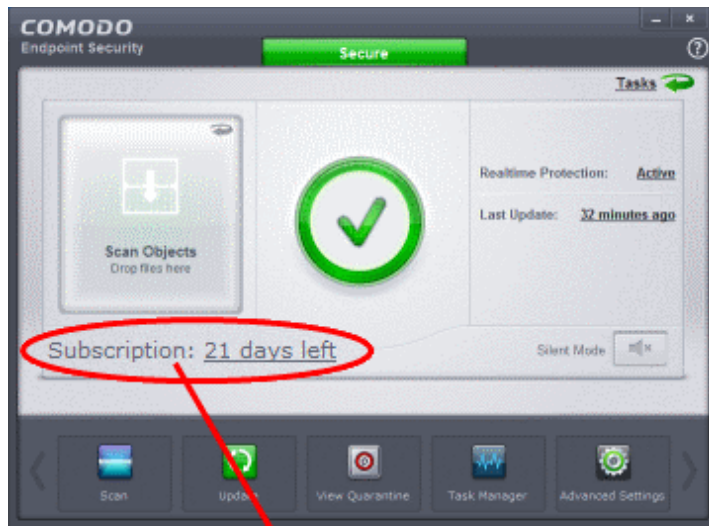 COMODO
Endpoint Security
Secure
?
Tasks
Scan Objects
Drop files here
Realtime Protection: Active
Last Update: 32 minutes ago
Subscription: 21 days left
Silent Mode
Scan
Update
View Quarantine
Task Manager
Advanced Settings